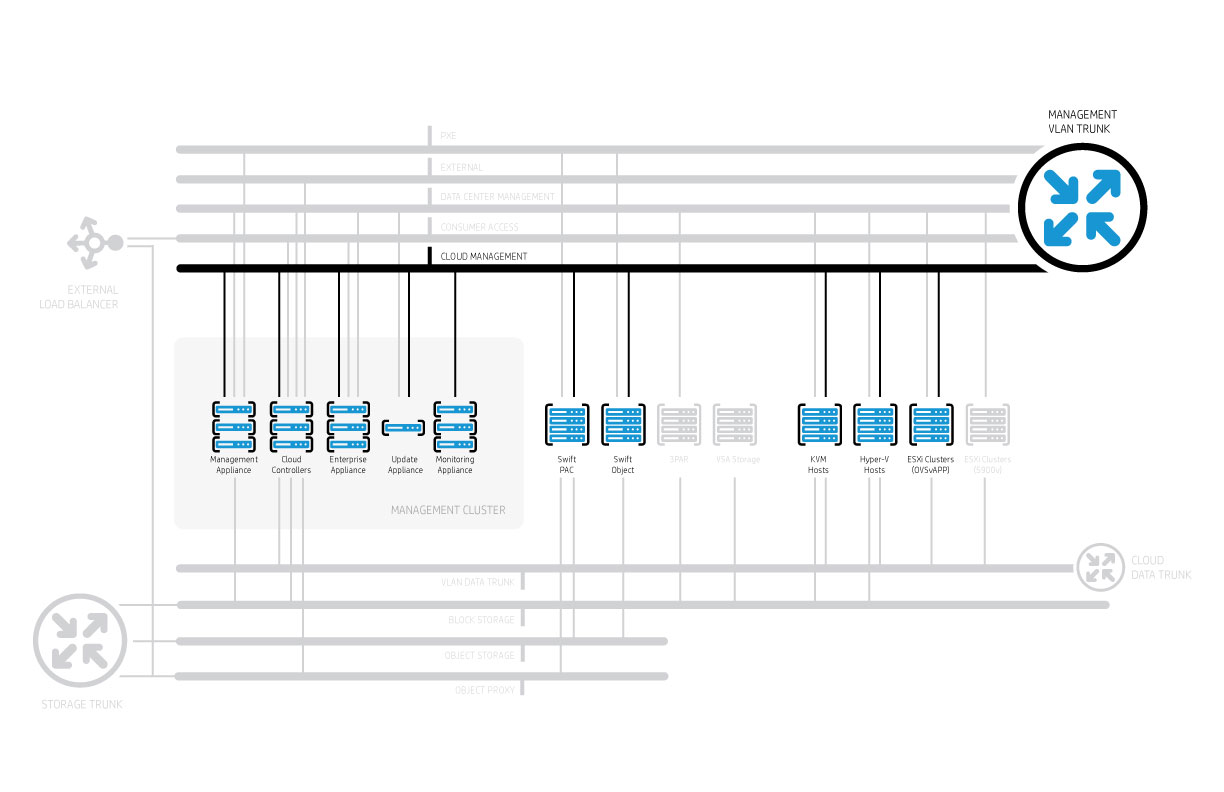 MANAGEMENT
VLAN TRUNK
PXE
EXTERNAL
DATA CENTER MANAGEMENT
CONSUMER ACCESS
CLOUD MANAGEMENT
EXTERNAL
LOAD BALANCER
Management
Appliance
Cloud
Controllers
Enterprise
Appliance
Update
Appliance
Monitoring
Appliance
Swift
PAC
Swift
Object
3PAR
VSA Storage
KVM
Hosts
Hyper-V
Hosts
ESXi Clusters
(OVSvAPP)
ESXi Clusters
(5900v)
MANAGEMENT CLUSTER
CLOUD
DATA TRUNK
VLAN DATA TRUNK
BLOCK STORAGE
OBJECT STORAGE
OBJECT PROXY
STORAGE TRUNK